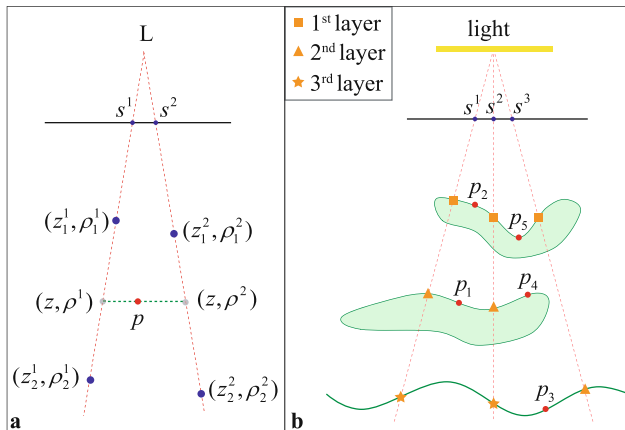 L
s¹ s²
(z₁¹, ρ₁¹) (z₁², ρ₁²)
(z, ρ¹) (z, ρ²)
p
(z₂¹, ρ₂¹) (z₂², ρ₂²)
a
1st layer
2nd layer
3rd layer
light
s¹ s² s³
p₂
p₅
p₁ p₄
p₃
b